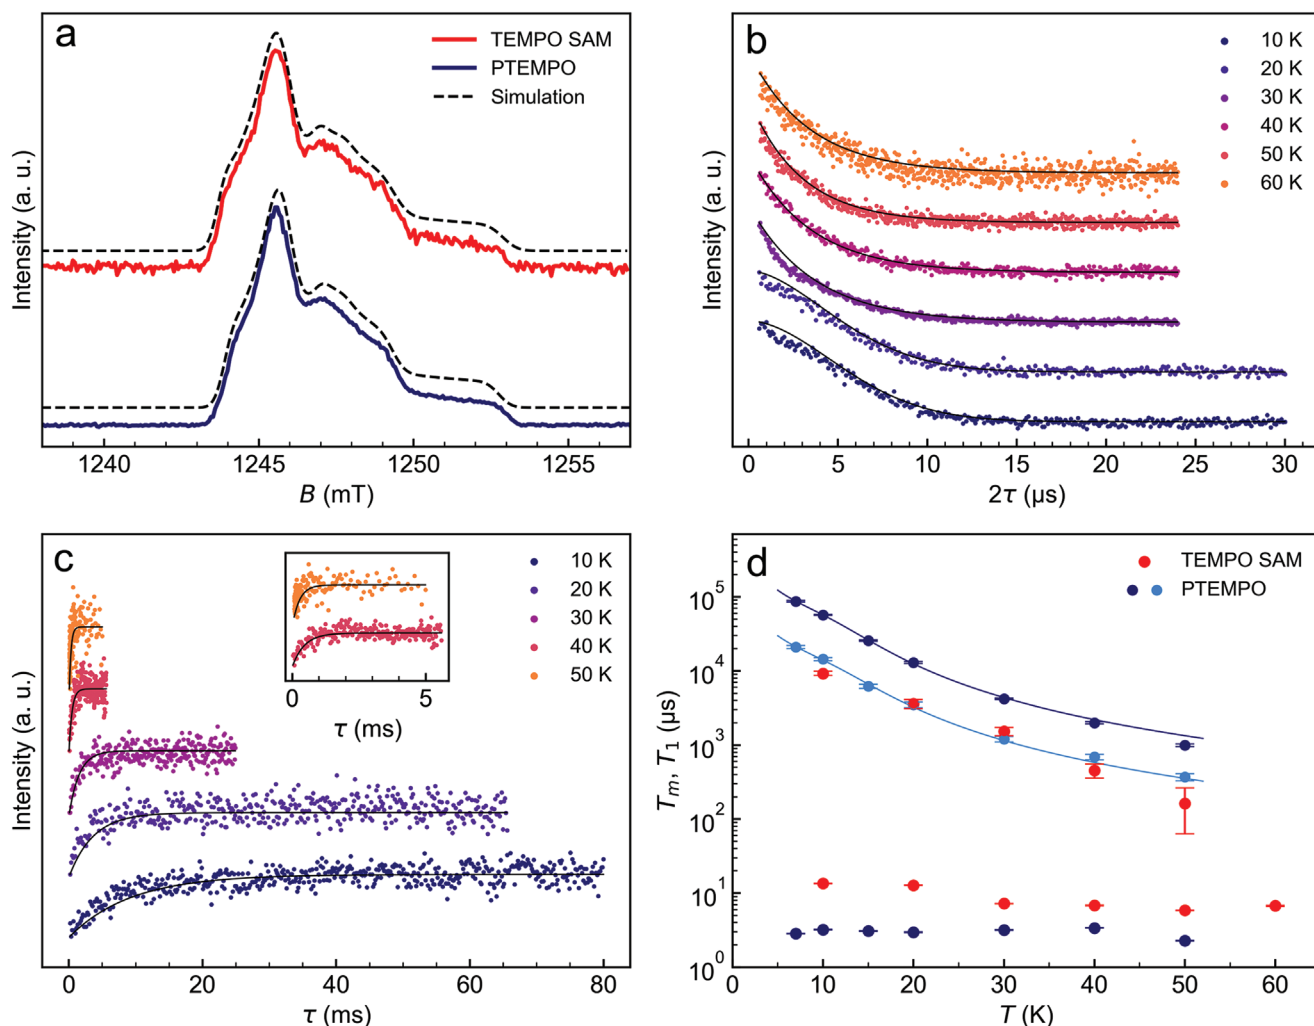 a
TEMPO SAM
PTEMPO
Simulation
Intensity (a. u.)
1240 1245 1250 1255
B (mT)
b
10 K
20 K
30 K
40 K
50 K
60 K
Intensity (a. u.)
0 5 10 15 20 25 30
2τ (µs)
c
10 K
20 K
30 K
40 K
50 K
0 5
τ (ms)
Intensity (a. u.)
0 20 40 60 80
τ (ms)
d
TEMPO SAM
PTEMPO
Tm, T1 (µs)
10^5
10^4
10^3
10^2
10^1
10^0
10 20 30 40 50 60
T (K)